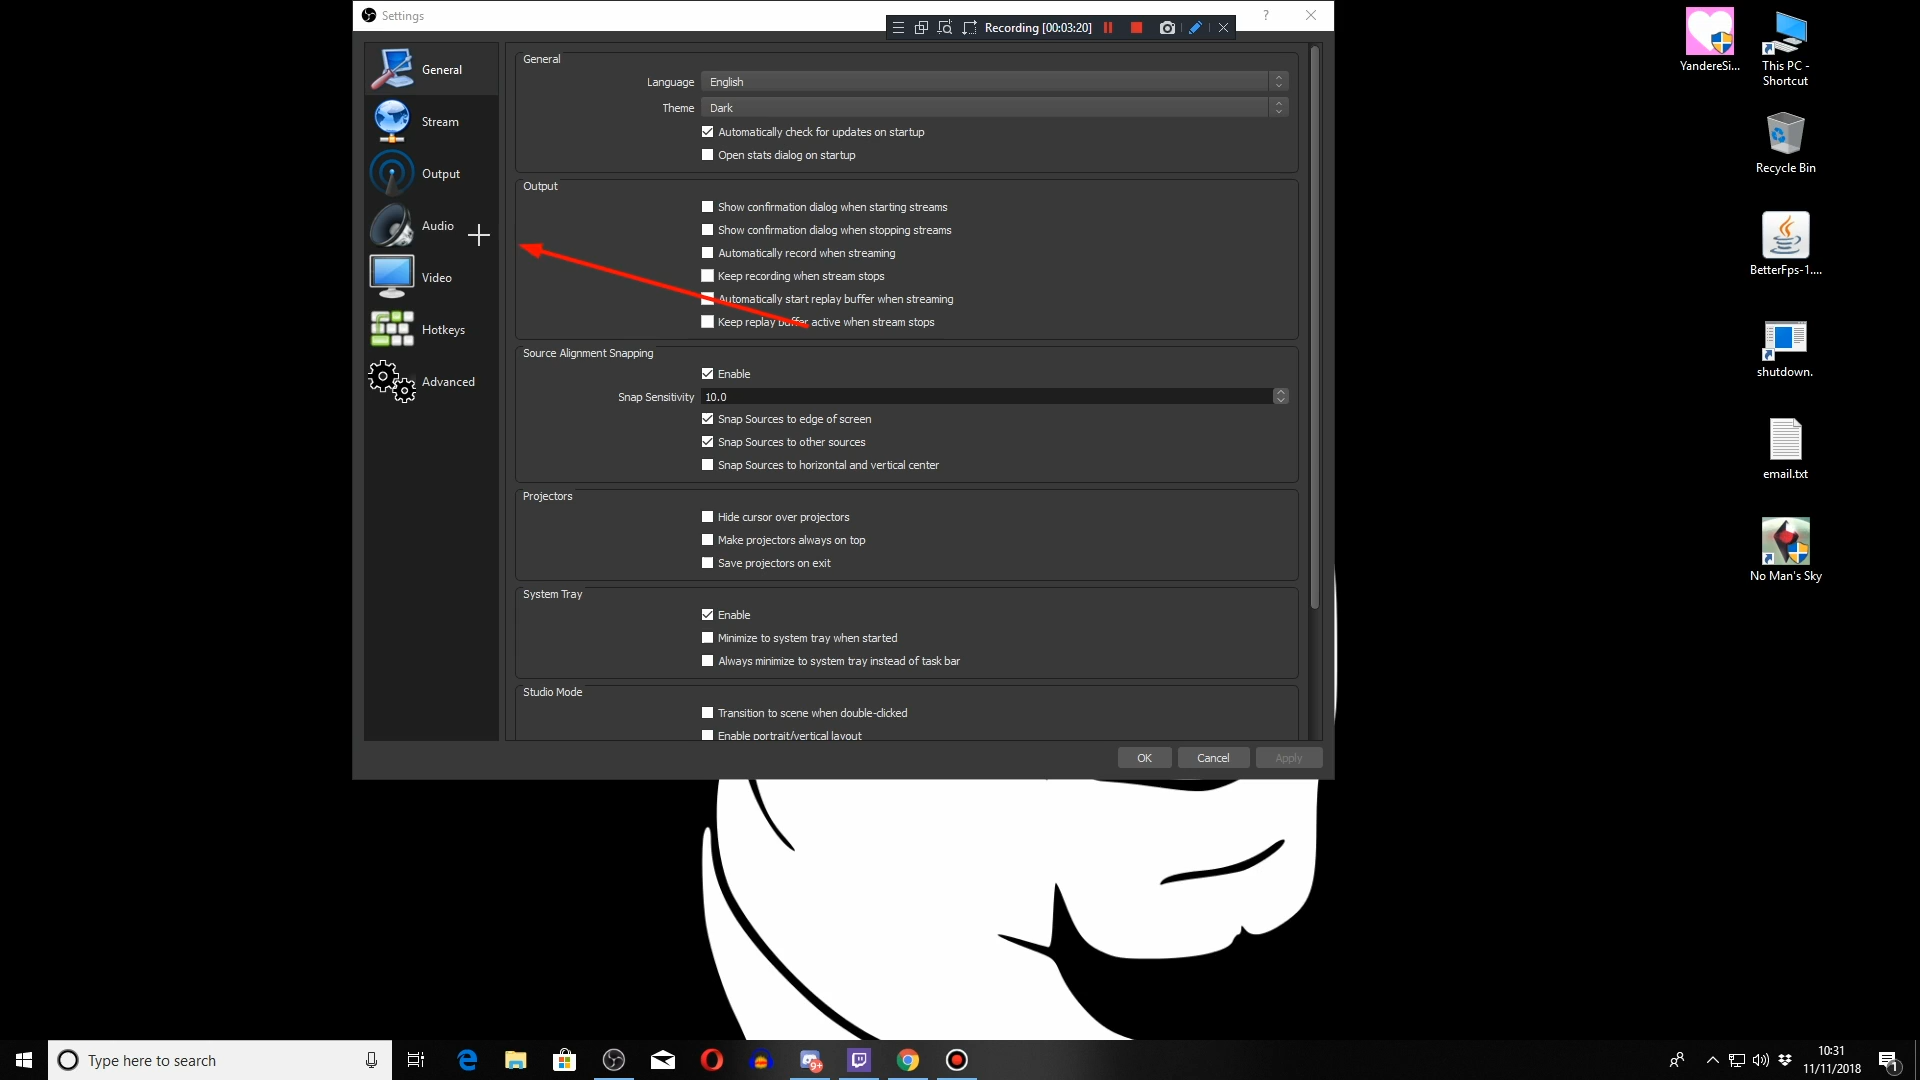 Settings
?
Recording [00:03:20]
General
Stream
Output
Audio
Video
Hotkeys
Advanced
General
Language English
Theme Dark
Automatically check for updates on startup
Open stats dialog on startup
Output
Show confirmation dialog when starting streams
Show confirmation dialog when stopping streams
Automatically record when streaming
Keep recording when stream stops
Automatically start replay buffer when streaming
Keep replay buffer active when stream stops
Source Alignment Snapping
Enable
Snap Sensitivity 10.0
Snap Sources to edge of screen
Snap Sources to other sources
Snap Sources to horizontal and vertical center
Projectors
Hide cursor over projectors
Make projectors always on top
Save projectors on exit
System Tray
Enable
Minimize to system tray when started
Always minimize to system tray instead of task bar
Studio Mode
Transition to scene when double-clicked
Enable portrait/vertical layout
OK Cancel Apply
YandereSi...
This PC -
Shortcut
Recycle Bin
BetterFps-1....
shutdown.
email.txt
No Man's Sky
Type here to search
9+
10:31
11/11/2018
1